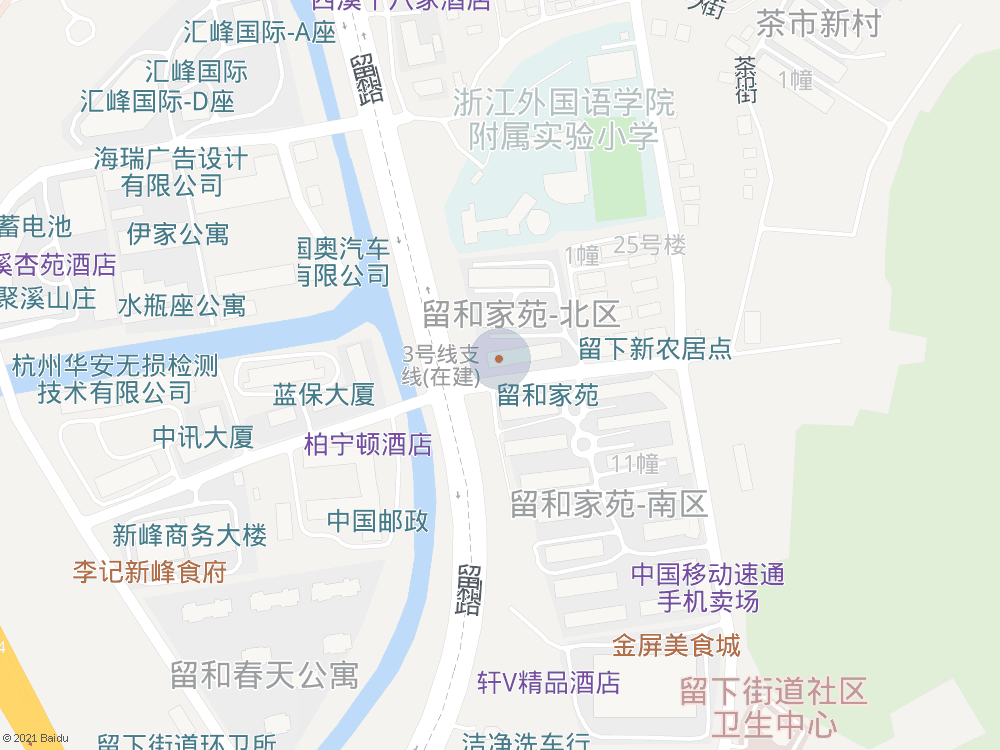 西溪十八家酒店
汇峰国际-A座
茶市新村
汇峰国际
汇峰国际-D座
留和路
茶市街
1幢
浙江外国语学院
附属实验小学
海瑞广告设计
有限公司
蓄电池
伊家公寓
国奥汽车
有限公司
1幢
25号楼
溪杏苑酒店
聚溪山庄
水瓶座公寓
留和家苑-北区
3号线支
线(在建)
留下新农居点
杭州华安无损检测
技术有限公司
蓝保大厦
留和家苑
中讯大厦
柏宁顿酒店
11幢
留和家苑-南区
中国邮政
新峰商务大楼
李记新峰食府
留和路
中国移动速通
手机卖场
金屏美食城
留和春天公寓
轩V精品酒店
留下街道社区
卫生中心
留下街道环卫所
洁净洗车行
© 2021 Baidu